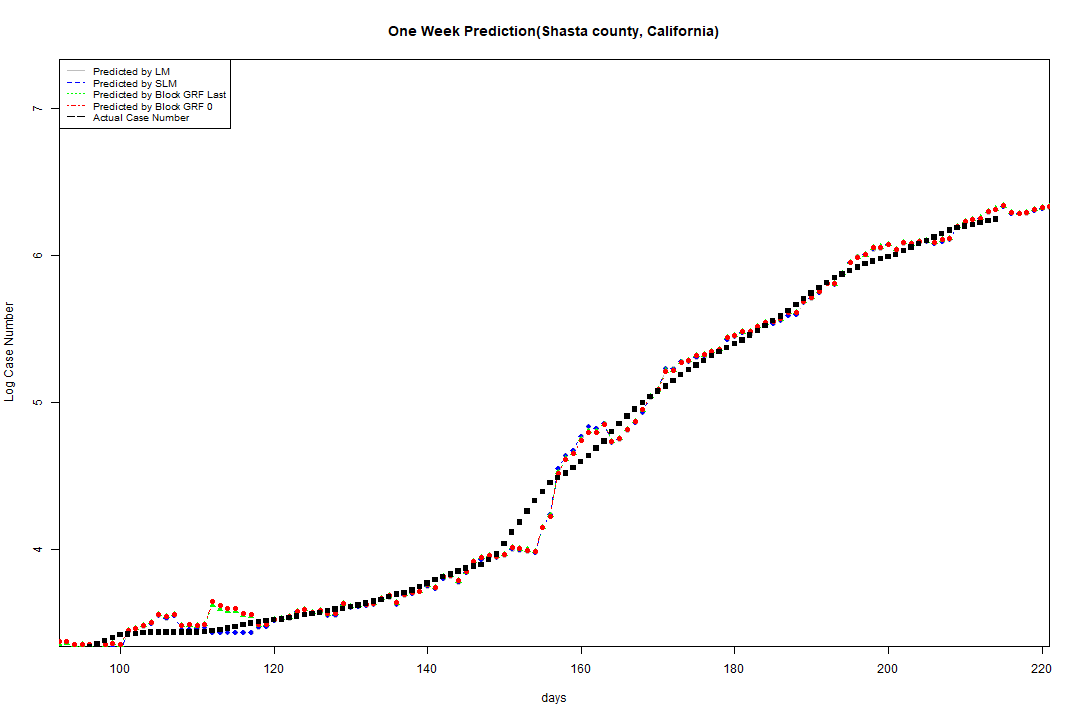 One Week Prediction(Shasta county, California)
Predicted by LM
Predicted by SLM
Predicted by Block GRF Last
Predicted by Block GRF 0
Actual Case Number
7
6
5
4
Log Case Number
100 120 140 160 180 200 220
days